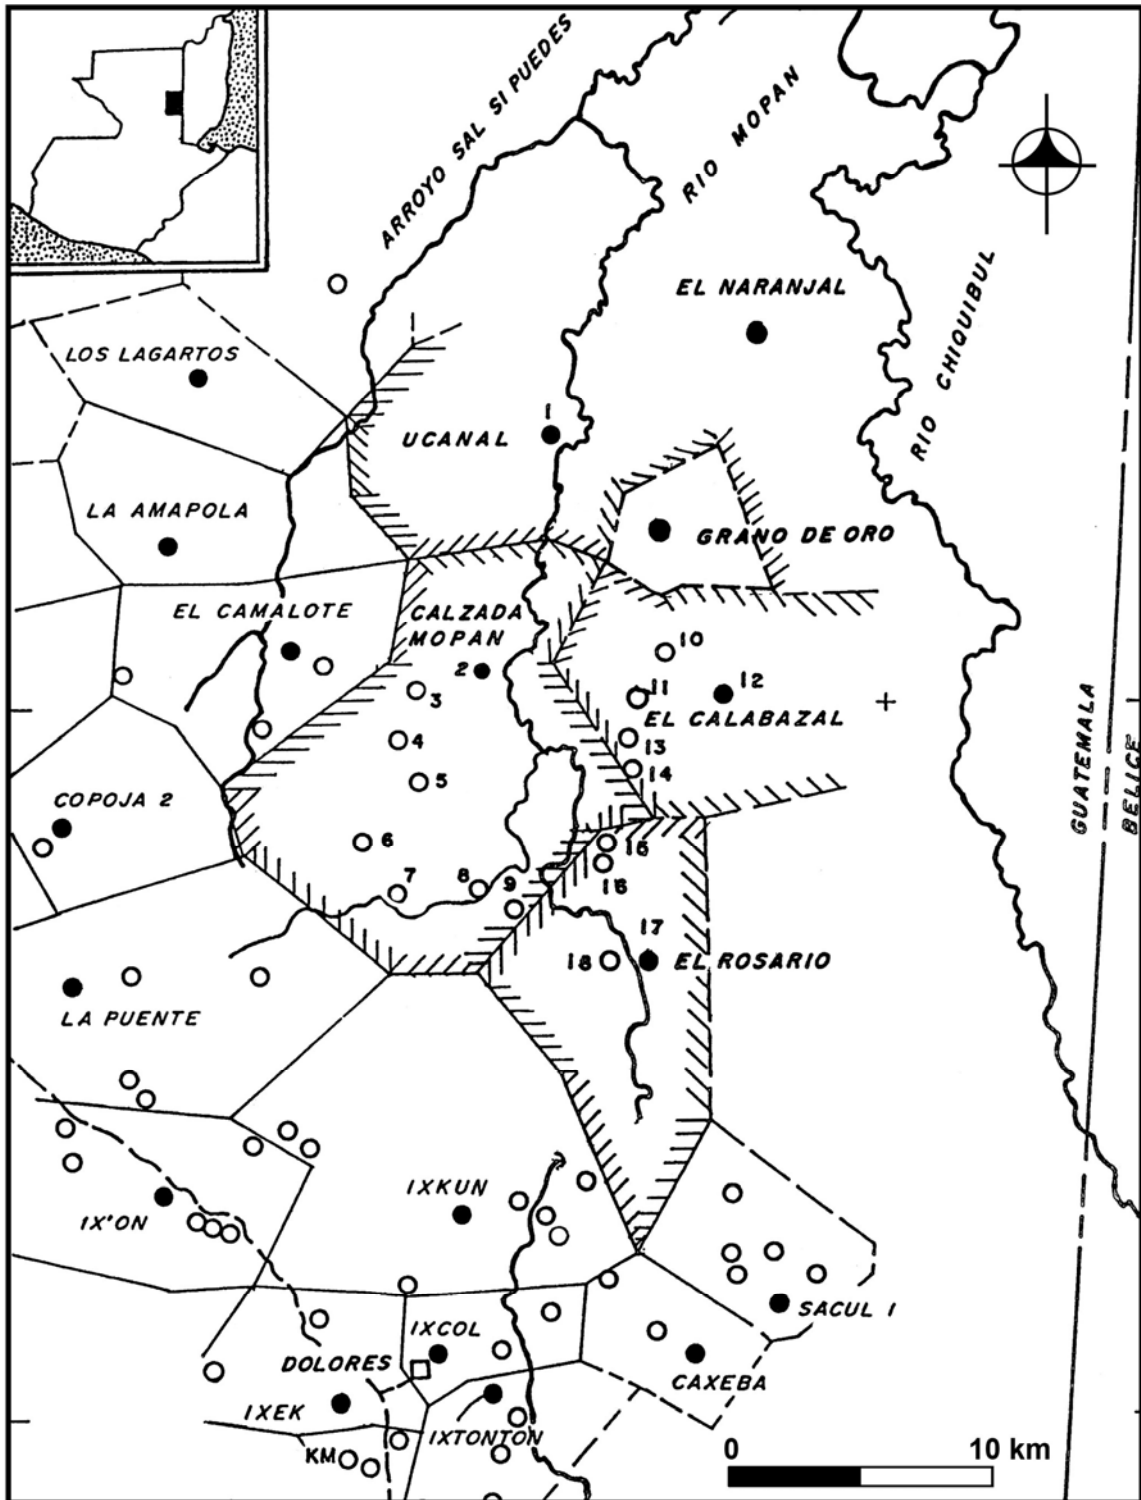 ARROYO SAL SI PUEDES
RIO MOPAN
RIO CHIQUIBUL
EL NARANJAL
LOS LAGARTOS
UCANAL
1
LA AMAPOLA
GRANO DE ORO
EL CAMALOTE
CALZADA
MOPAN
2
3
4
5
6
7
8
9
10
11
12
EL CALABAZAL
13
14
GUATEMALA
BELICE
COPOJA 2
15
16
17
18
EL ROSARIO
LA PUENTE
IXKUN
IX'ON
SACUL 1
IXCOL
DOLORES
CAXEBA
IXEK
IXTONTON
KM
0
10 km